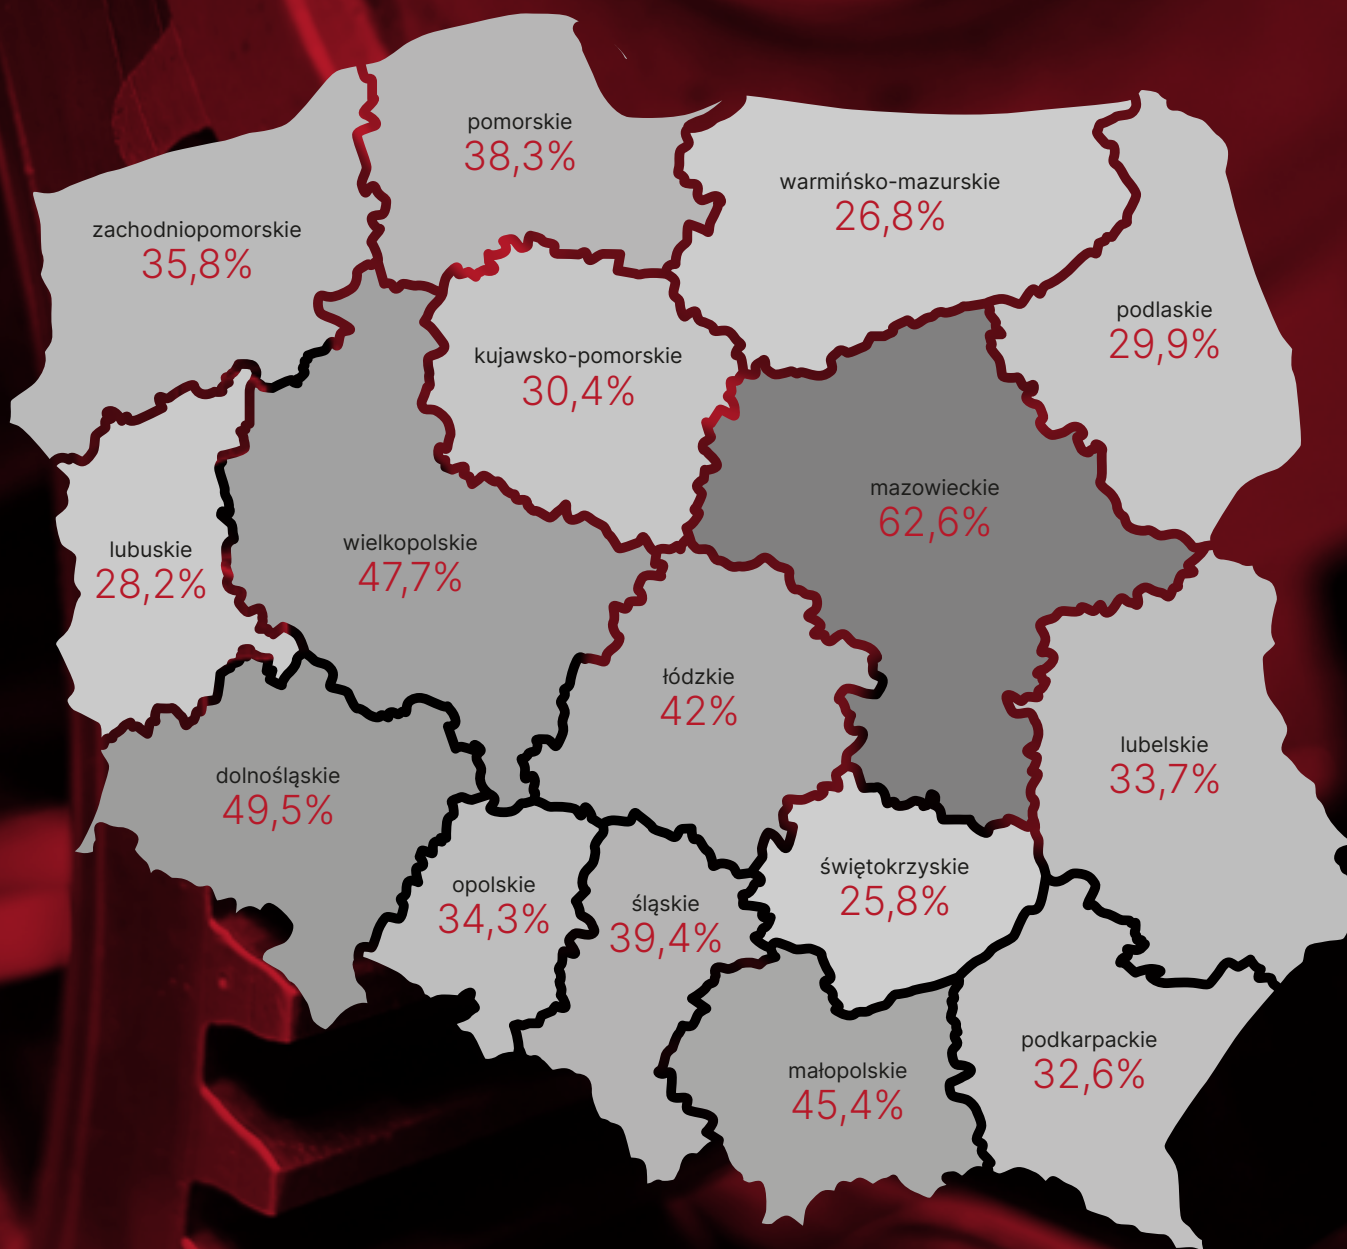 pomorskie
38,3%
warmińsko-mazurskie
26,8%
zachodniopomorskie
35,8%
podlaskie
29,9%
kujawsko-pomorskie
30,4%
mazowieckie
62,6%
wielkopolskie
47,7%
lubuskie
28,2%
łódzkie
42%
lubelskie
33,7%
dolnośląskie
49,5%
świętokrzyskie
25,8%
opolskie
34,3%
śląskie
39,4%
podkarpackie
32,6%
małopolskie
45,4%